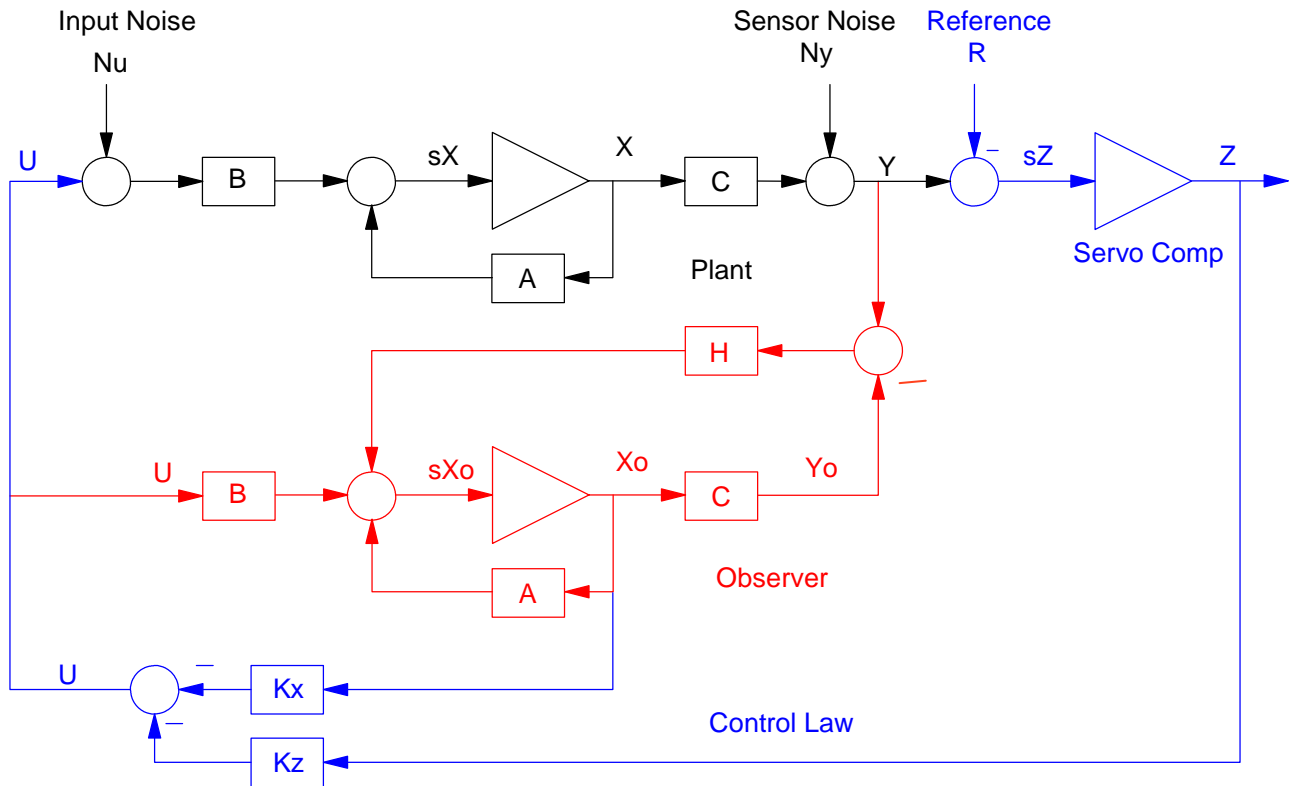 Input Noise
Nu
Sensor Noise
Ny
Reference
R
U
B
sX
X
C
Y
–
sZ
Z
A
Plant
Servo Comp
H
–
U
B
sXo
Xo
C
Yo
A
Observer
U
–
Kx
–
Control Law
Kz